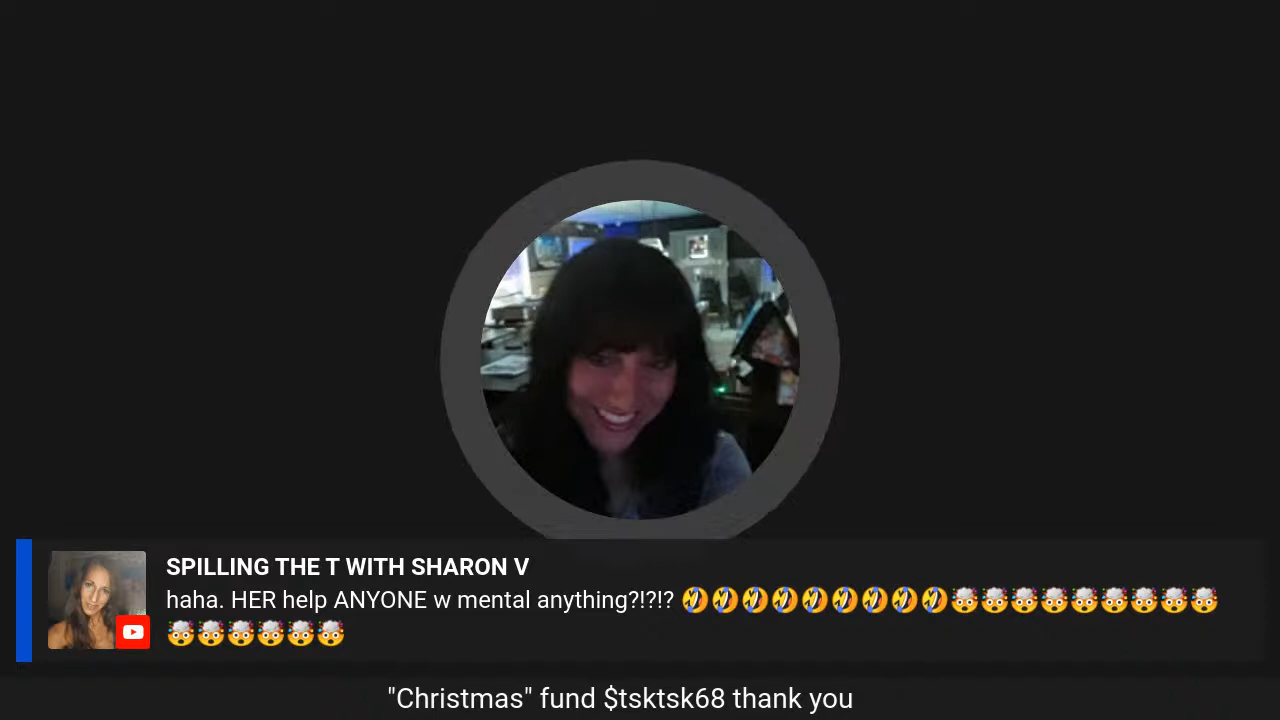 SPILLING THE T WITH SHARON V
haha. HER help ANYONE w mental anything?!?!? 🤣🤣🤣🤣🤣🤣🤣🤣🤣🤯🤯🤯🤯🤯🤯🤯🤯🤯
🤯🤯🤯🤯🤯🤯
"Christmas" fund $tsktsk68 thank you